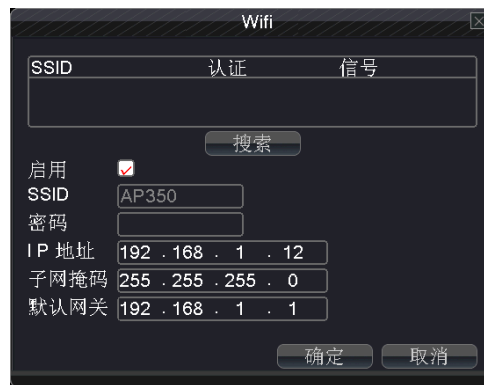 Wifi
SSID 认证 信号
搜索
启用
SSID AP350
密码
IP 地址 192 . 168 . 1 . 12
子网掩码 255 . 255 . 255 . 0
默认网关 192 . 168 . 1 . 1
确定 取消